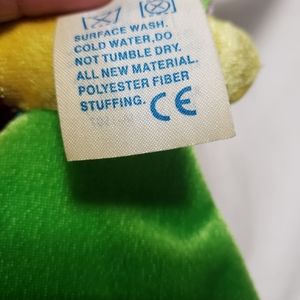 SURFACE WASH.
COLD WATER,DO
NOT TUMBLE DRY.
ALL NEW MATERIAL.
POLYESTER FIBER
STUFFING. CE